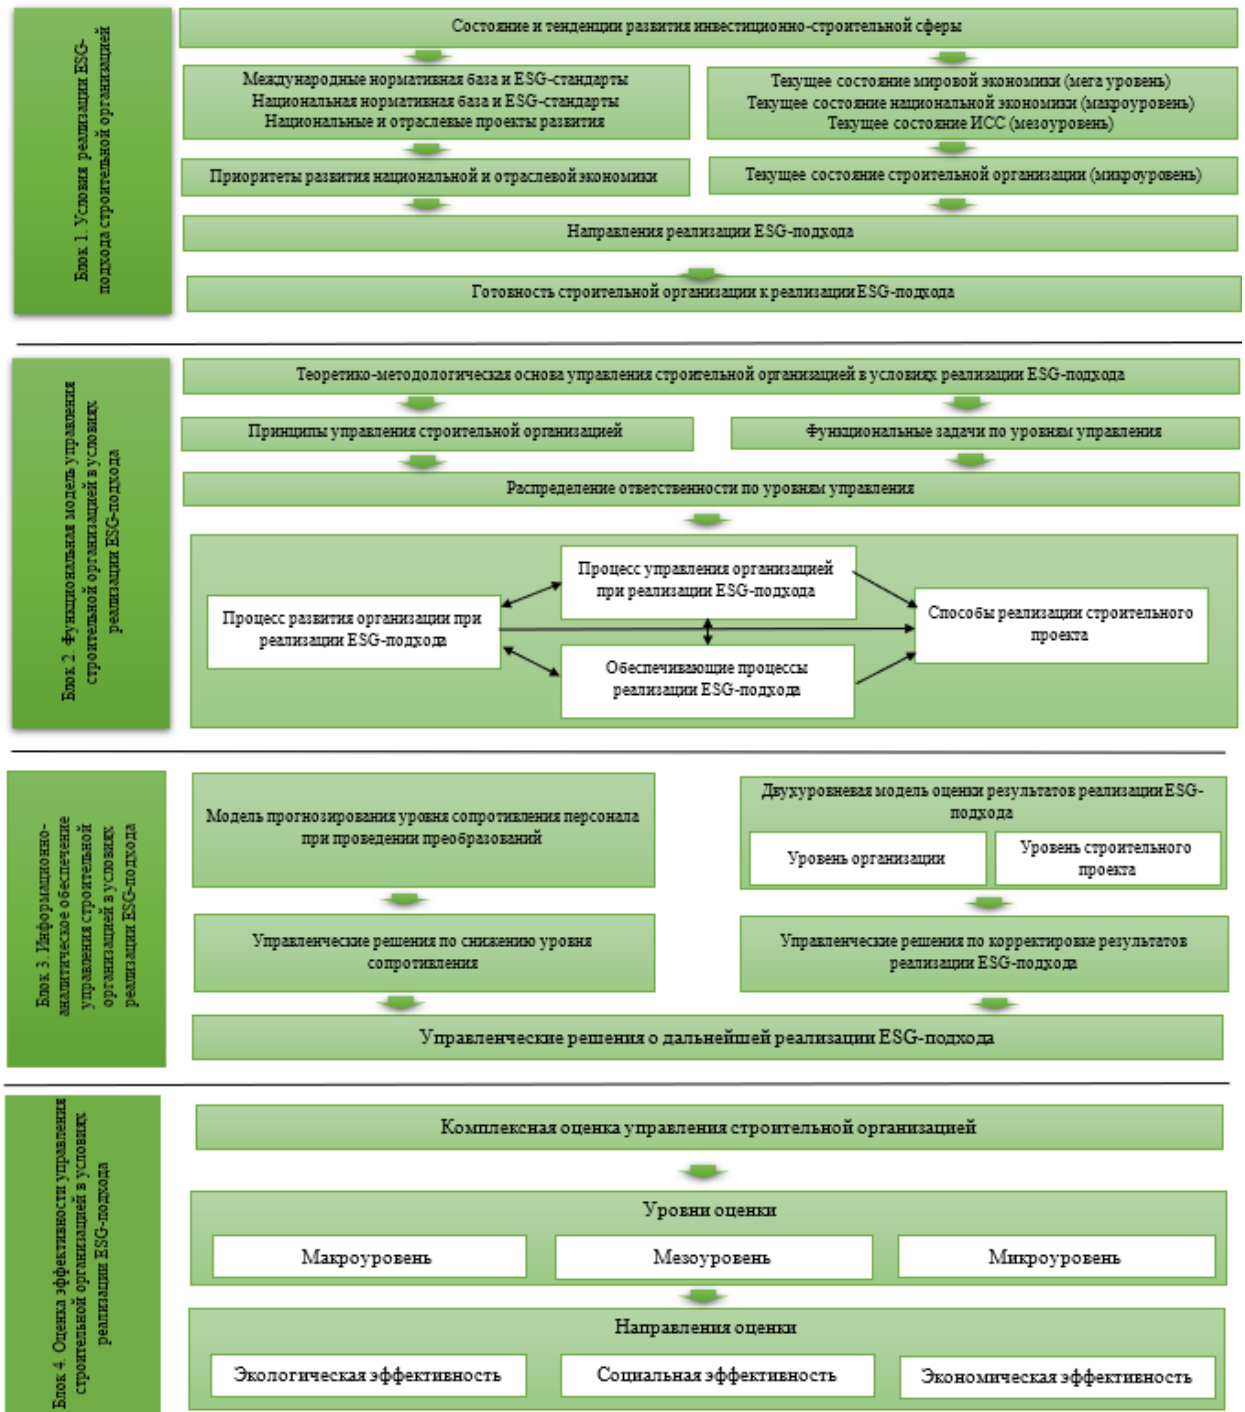 Блок 1. Условия реализации ESG-
подхода строительной организацией
Состояние и тенденции развития инвестиционно-строительной сферы
Международные нормативная база и ESG-стандарты
Национальная нормативная база и ESG-стандарты
Национальные и отраслевые проекты развития
Текущее состояние мировой экономики (мега уровень)
Текущее состояние национальной экономики (макроуровень)
Текущее состояние ИСС (мезоуровень)
Приоритеты развития национальной и отраслевой экономики
Текущее состояние строительной организации (микроуровень)
Направления реализации ESG-подхода
Готовность строительной организации к реализации ESG-подхода
Блок 2. Функциональная модель управления
строительной организацией в условиях
реализации ESG-подхода
Теоретико-методологическая основа управления строительной организацией в условиях реализации ESG-подхода
Принципы управления строительной организацией
Функциональные задачи по уровням управления
Распределение ответственности по уровням управления
Процесс развития организации при
реализации ESG-подхода
Процесс управления организацией
при реализации ESG-подхода
Обеспечивающие процессы
реализации ESG-подхода
Способы реализации строительного
проекта
Блок 3. Информационно-
аналитическое обеспечение
управления строительной
организацией в условиях
реализации ESG-подхода
Модель прогнозирования уровня сопротивления персонала
при проведении преобразований
Двухуровневая модель оценки результатов реализации ESG-
подхода
Уровень организации
Уровень строительного
проекта
Управленческие решения по снижению уровня
сопротивления
Управленческие решения по корректировке результатов
реализации ESG-подхода
Управленческие решения о дальнейшей реализации ESG-подхода
Блок 4. Оценка эффективности управления
строительной организацией в условиях
реализации ESG-подхода
Комплексная оценка управления строительной организацией
Уровни оценки
Макроуровень
Мезоуровень
Микроуровень
Направления оценки
Экологическая эффективность
Социальная эффективность
Экономическая эффективность